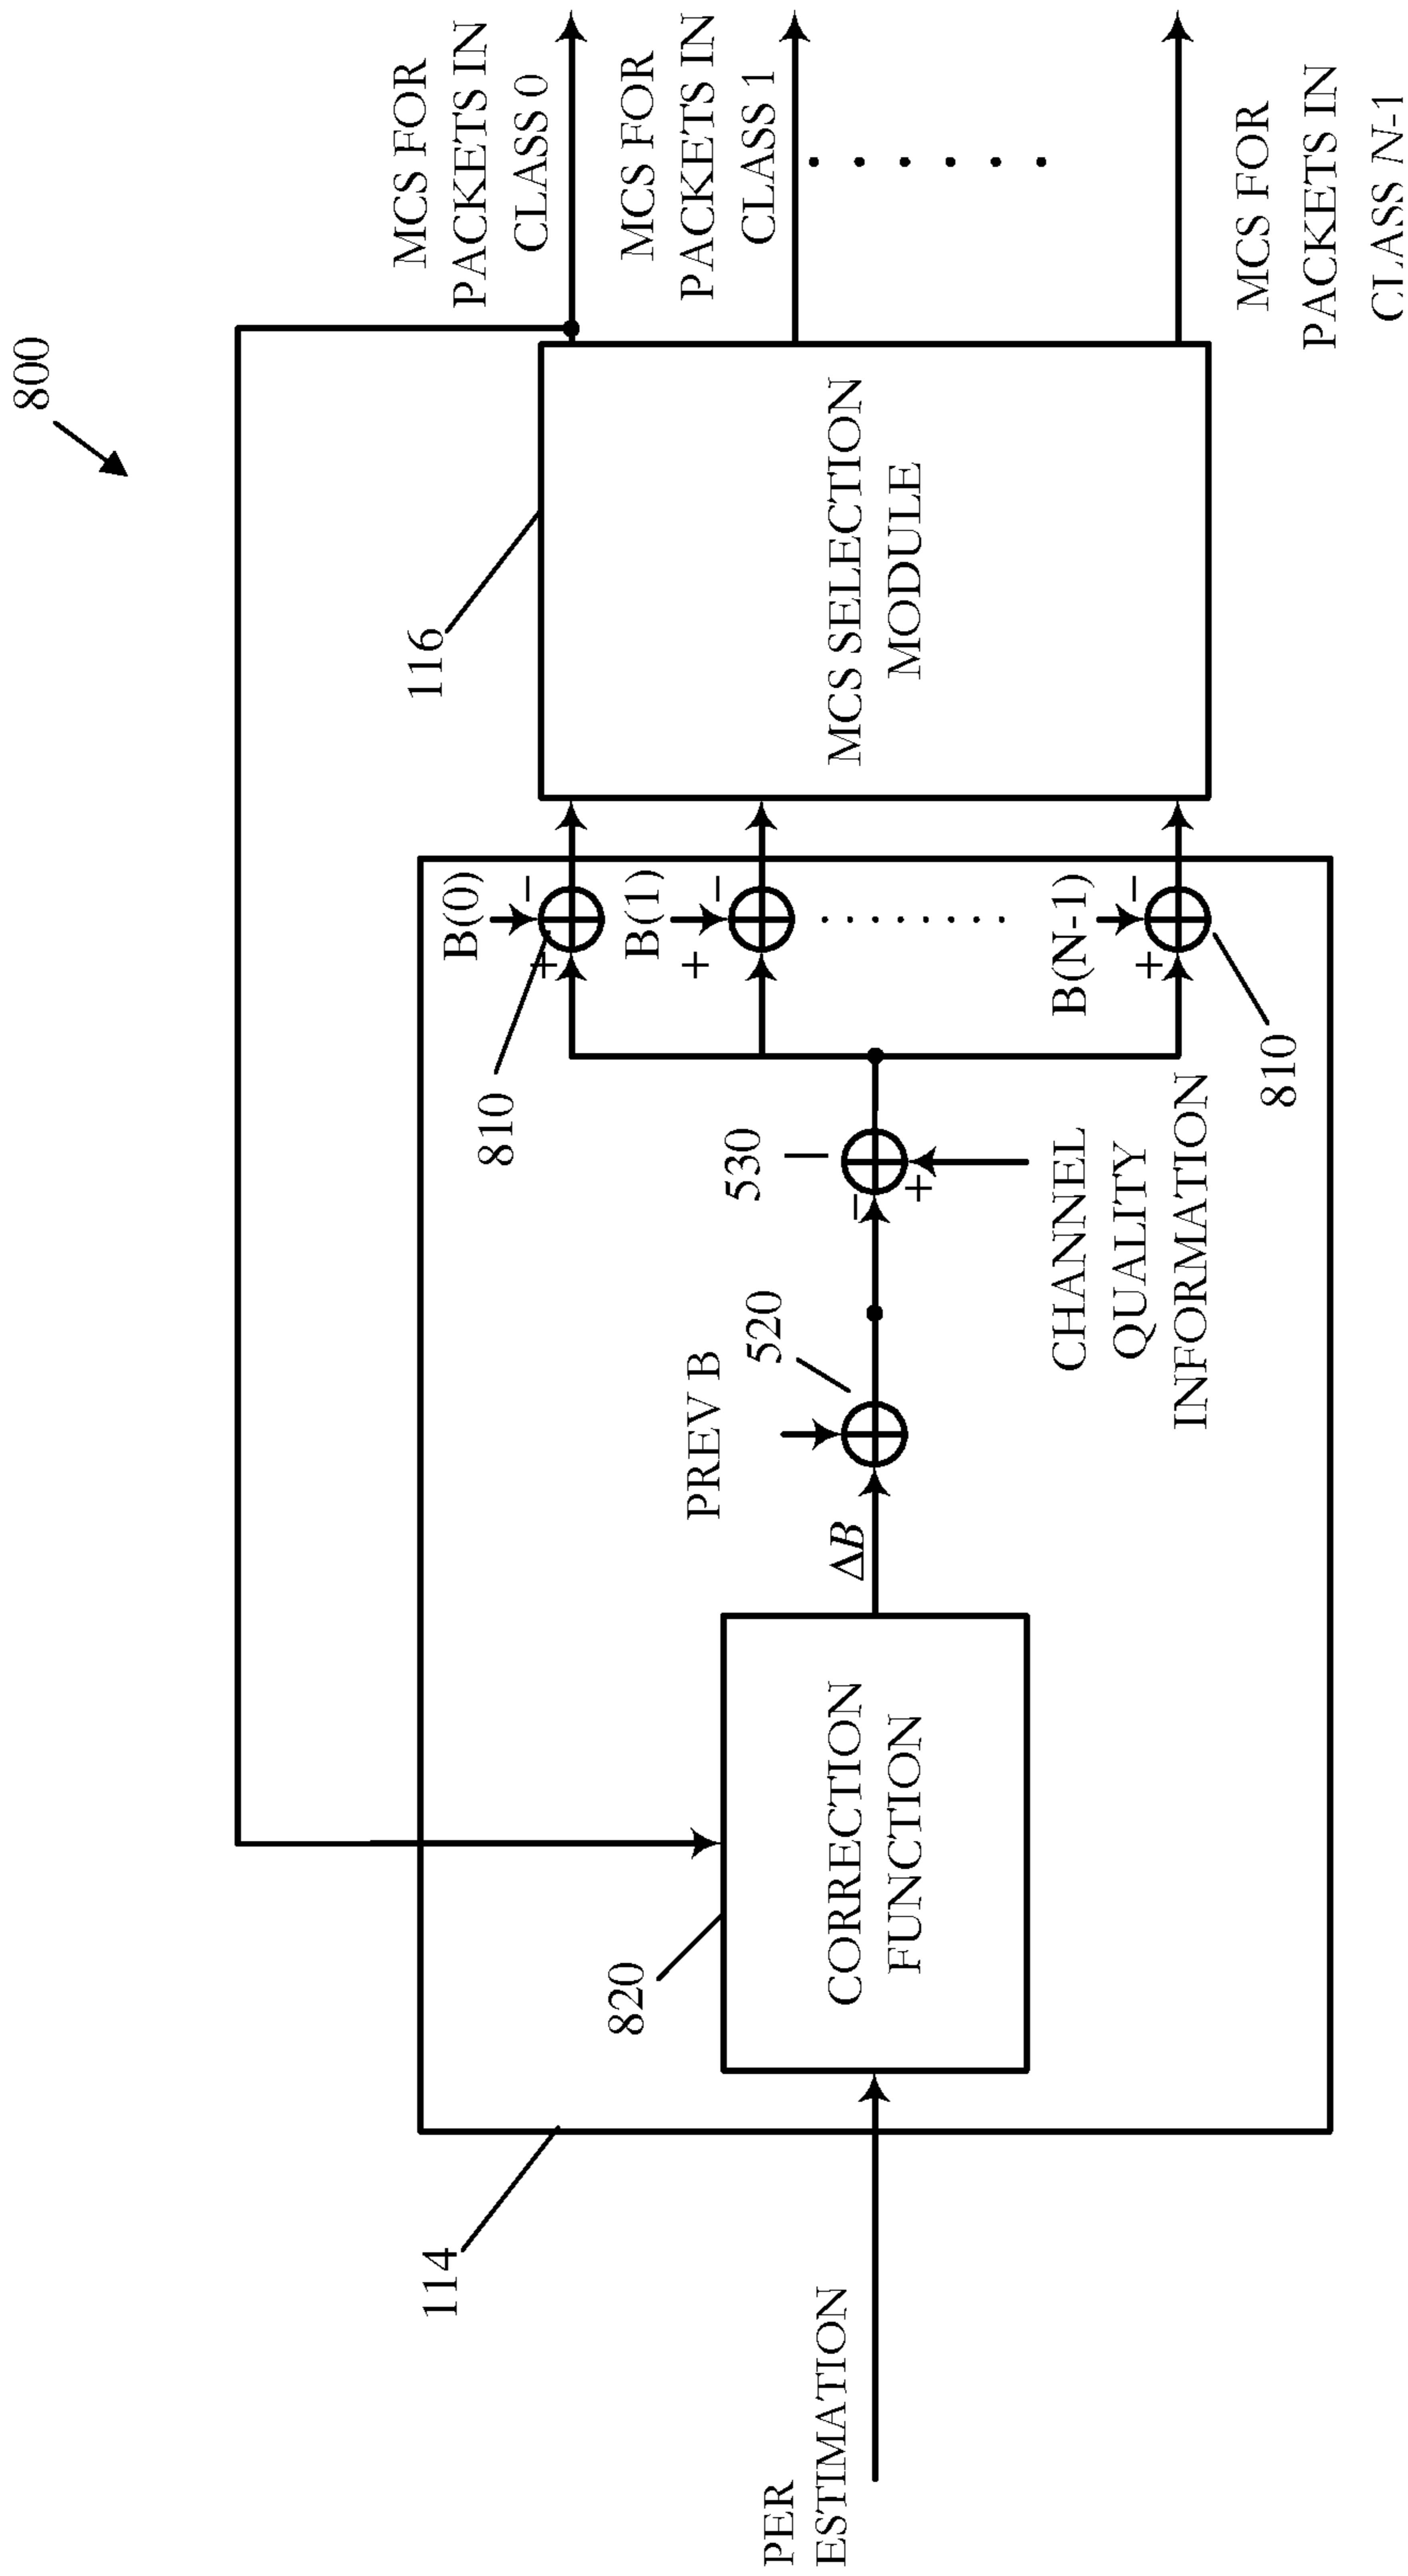 800
MCS FOR
PACKETS IN
CLASS 0
MCS FOR
PACKETS IN
CLASS 1
MCS FOR
PACKETS IN
CLASS N-1
116
MCS SELECTION
MODULE
B(0)
−
+
B(1)
−
+
B(N-1)
−
+
810
810
530
−
−
+
CHANNEL
QUALITY
INFORMATION
PREV B
520
ΔB
820
CORRECTION
FUNCTION
114
PER
ESTIMATION